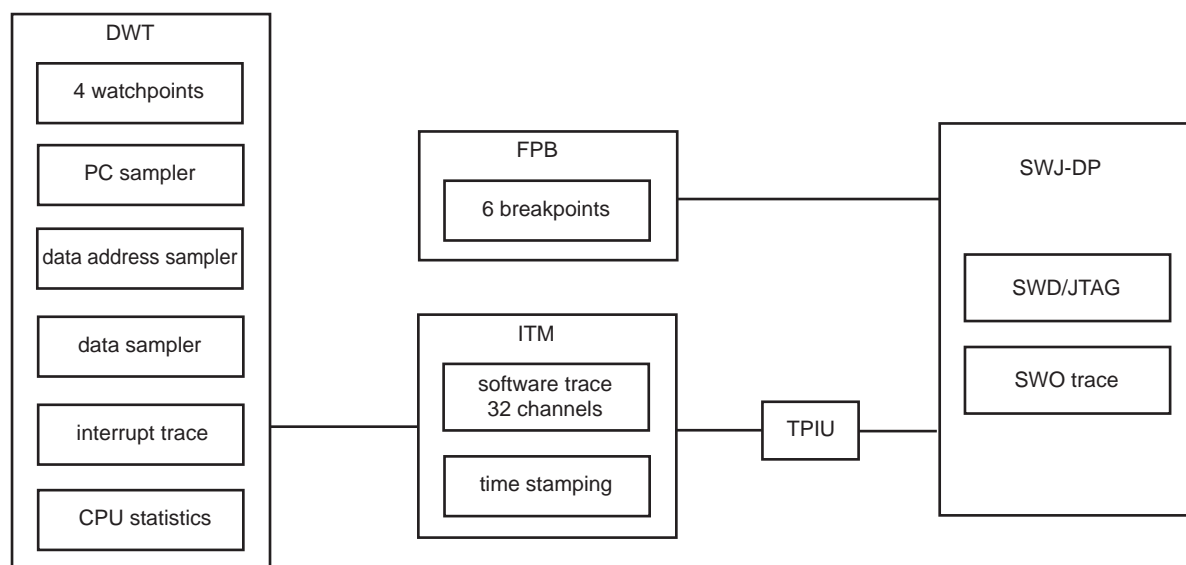 DWT
4 watchpoints
PC sampler
data address sampler
data sampler
interrupt trace
CPU statistics
FPB
6 breakpoints
ITM
software trace
32 channels
time stamping
TPIU
SWJ-DP
SWD/JTAG
SWO trace